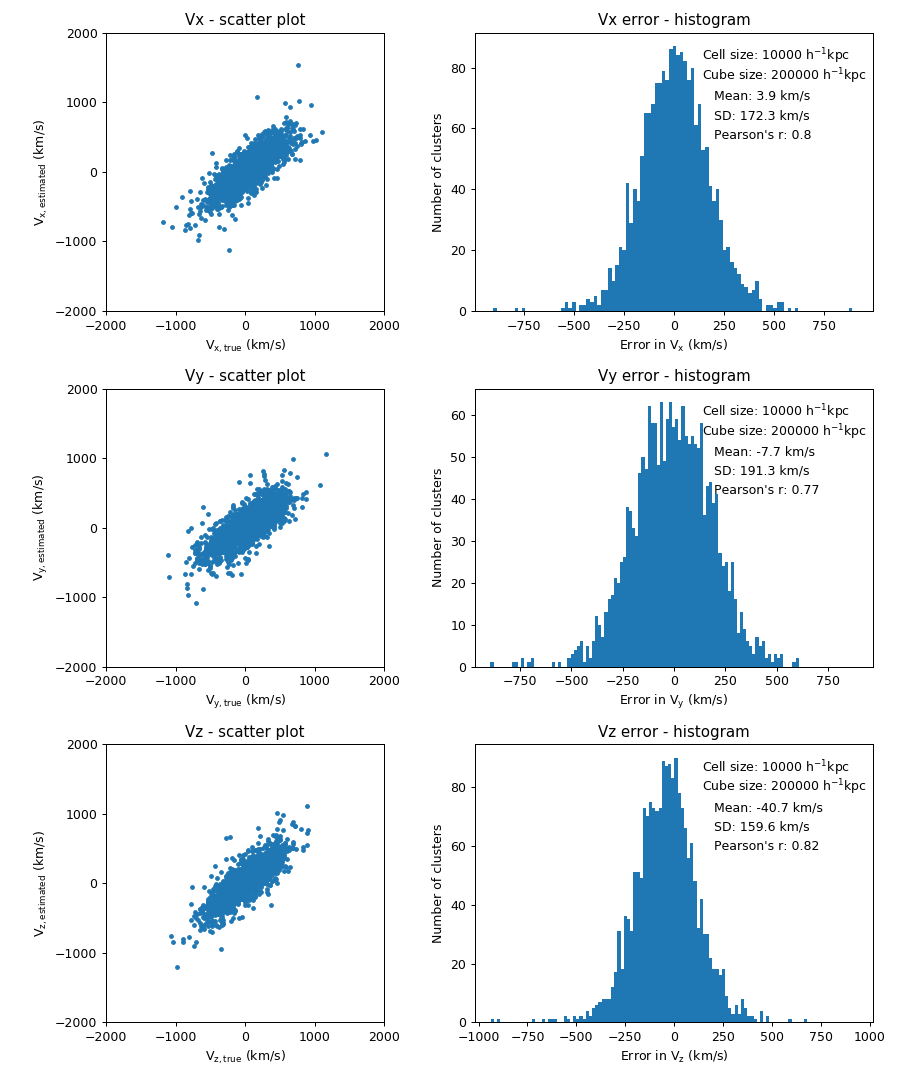 Vx - scatter plot
2000
1000
0
−1000
−2000
V_x, estimated (km/s)
−2000 −1000 0 1000 2000
V_x, true (km/s)
Vx error - histogram
Cell size: 10000 h⁻¹kpc
Cube size: 200000 h⁻¹kpc
Mean: 3.9 km/s
SD: 172.3 km/s
Pearson's r: 0.8
80
60
40
20
0
Number of clusters
−750 −500 −250 0 250 500 750
Error in V_x (km/s)
Vy - scatter plot
2000
1000
0
−1000
−2000
V_y, estimated (km/s)
−2000 −1000 0 1000 2000
V_y, true (km/s)
Vy error - histogram
Cell size: 10000 h⁻¹kpc
Cube size: 200000 h⁻¹kpc
Mean: -7.7 km/s
SD: 191.3 km/s
Pearson's r: 0.77
60
50
40
30
20
10
0
Number of clusters
−750 −500 −250 0 250 500 750
Error in V_y (km/s)
Vz - scatter plot
2000
1000
0
−1000
−2000
V_z, estimated (km/s)
−2000 −1000 0 1000 2000
V_z, true (km/s)
Vz error - histogram
Cell size: 10000 h⁻¹kpc
Cube size: 200000 h⁻¹kpc
Mean: -40.7 km/s
SD: 159.6 km/s
Pearson's r: 0.82
80
60
40
20
0
Number of clusters
−1000 −750 −500 −250 0 250 500 750 1000
Error in V_z (km/s)